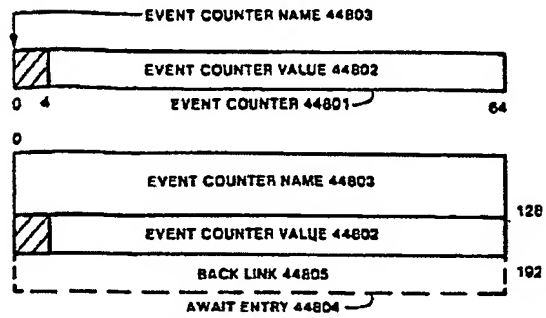 EVENT COUNTER NAME 44803
EVENT COUNTER VALUE 44802
0 4 EVENT COUNTER 44801 64
0
EVENT COUNTER NAME 44803
128
EVENT COUNTER VALUE 44802
BACK LINK 44805 192
AWAIT ENTRY 44804